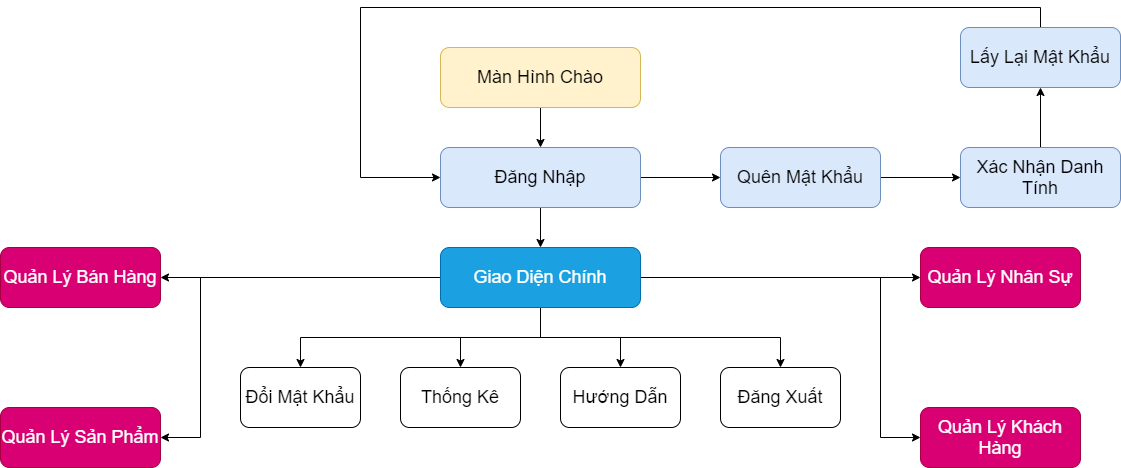 Lấy Lại Mật Khẩu
Màn Hình Chào
Đăng Nhập
Quên Mật Khẩu
Xác Nhận Danh
Tính
Quản Lý Bán Hàng
Giao Diện Chính
Quản Lý Nhân Sự
Đổi Mật Khẩu
Thống Kê
Hướng Dẫn
Đăng Xuất
Quản Lý Sản Phẩm
Quản Lý Khách
Hàng